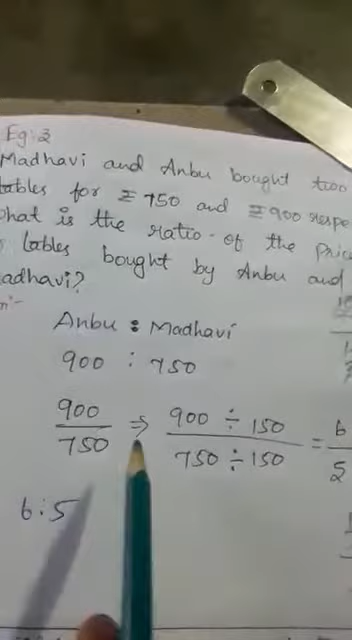 Eg:2
Madhavi and Anbu bought two
tables for ₹750 and ₹900 respe
What is the ratio of the Price
tables bought by Anbu and
adhavi?
Anbu : Madhavi
900 : 750
900/750 ⇒ 900 ÷ 150/750 ÷ 150 = 6/5
6:5